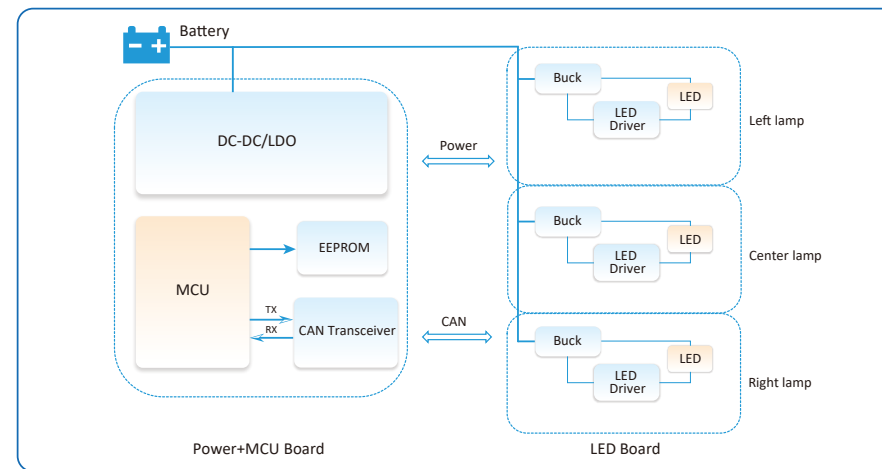 Battery
DC-DC/LDO
MCU
EEPROM
TX
RX
CAN Transceiver
Power+MCU Board
Power
CAN
Buck
LED
LED
Driver
Left lamp
Buck
LED
LED
Driver
Center lamp
Buck
LED
LED
Driver
Right lamp
LED Board